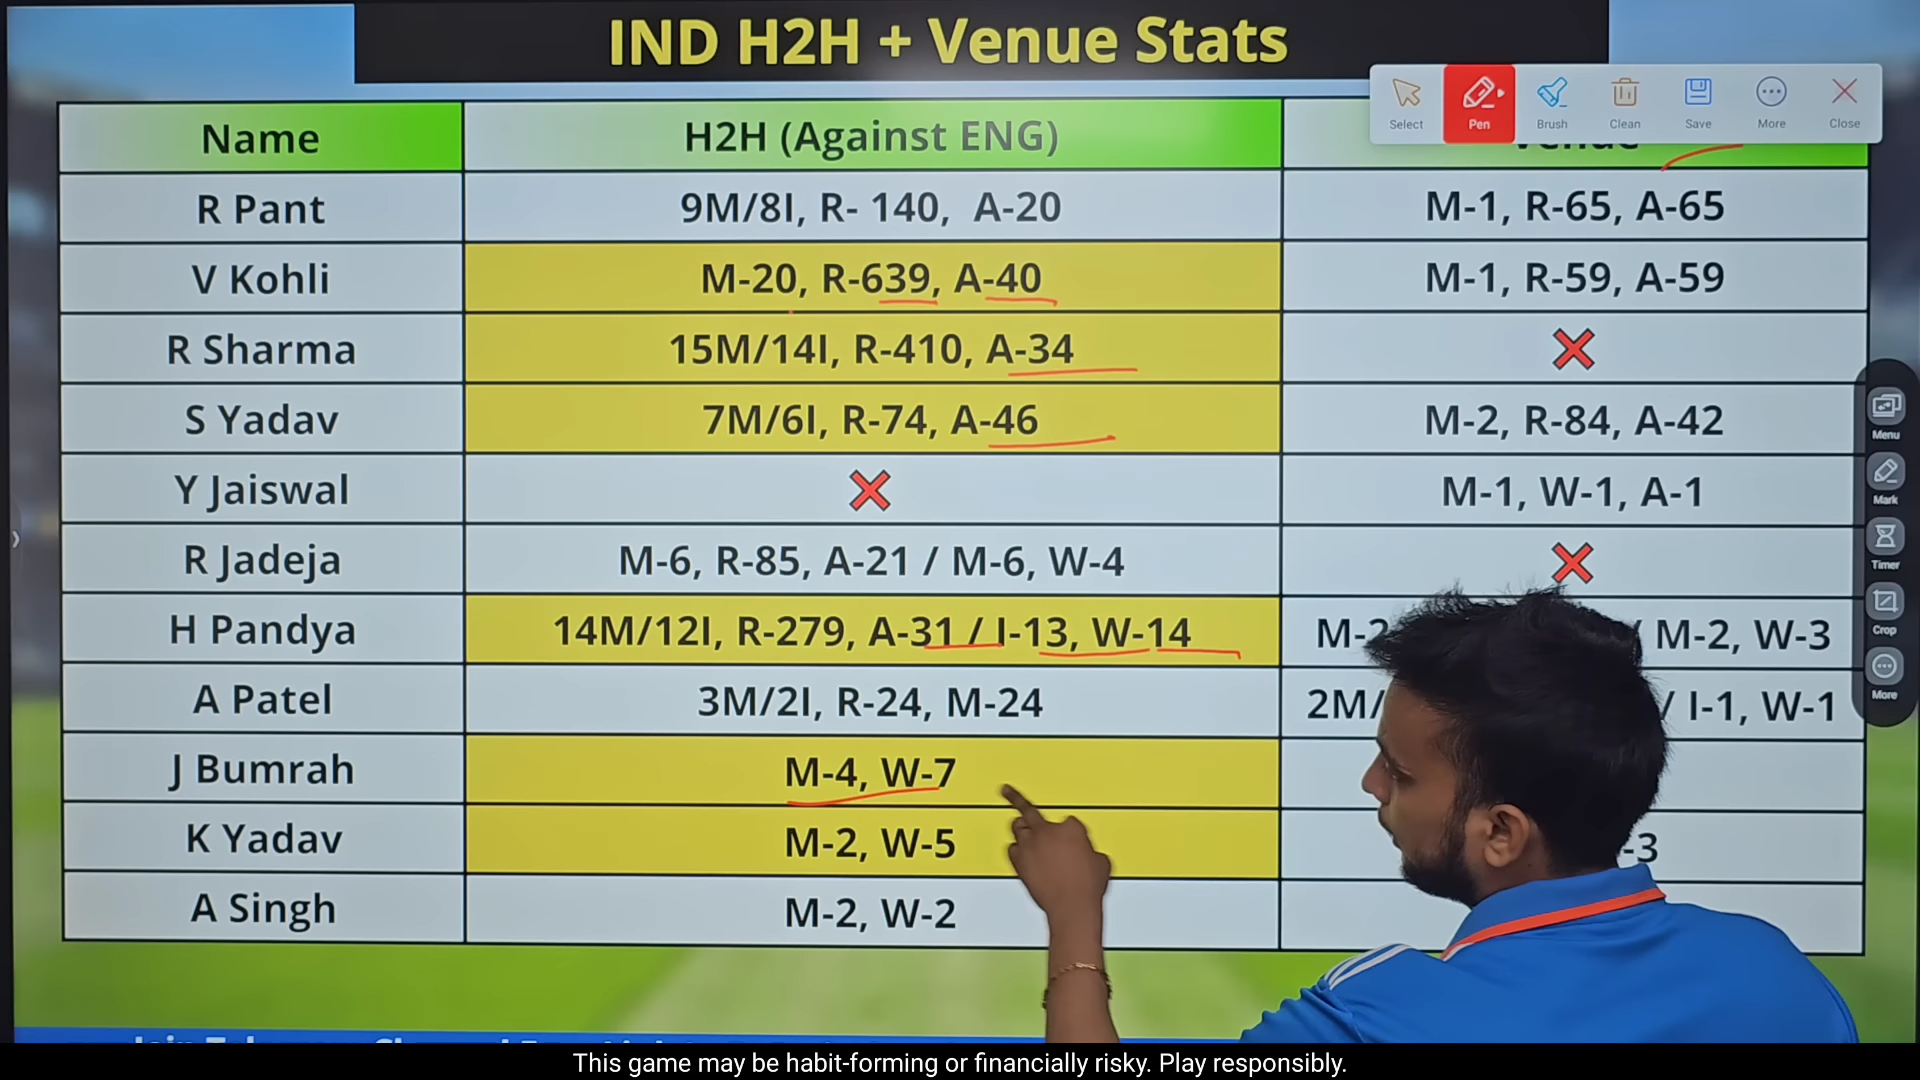 IND H2H + Venue Stats
Select Pen Brush Clean Save More Close
Name H2H (Against ENG) Venue
R Pant 9M/8I, R- 140, A-20 M-1, R-65, A-65
V Kohli M-20, R-639, A-40 M-1, R-59, A-59
R Sharma 15M/14I, R-410, A-34
S Yadav 7M/6I, R-74, A-46 M-2, R-84, A-42
Menu
Y Jaiswal M-1, W-1, A-1
Mark
R Jadeja M-6, R-85, A-21 / M-6, W-4
Timer
H Pandya 14M/12I, R-279, A-31 / I-13, W-14 M-2 / M-2, W-3
Crop
A Patel 3M/2I, R-24, M-24 2M/ / I-1, W-1
More
J Bumrah M-4, W-7
K Yadav M-2, W-5 -3
A Singh M-2, W-2
This game may be habit-forming or financially risky. Play responsibly.